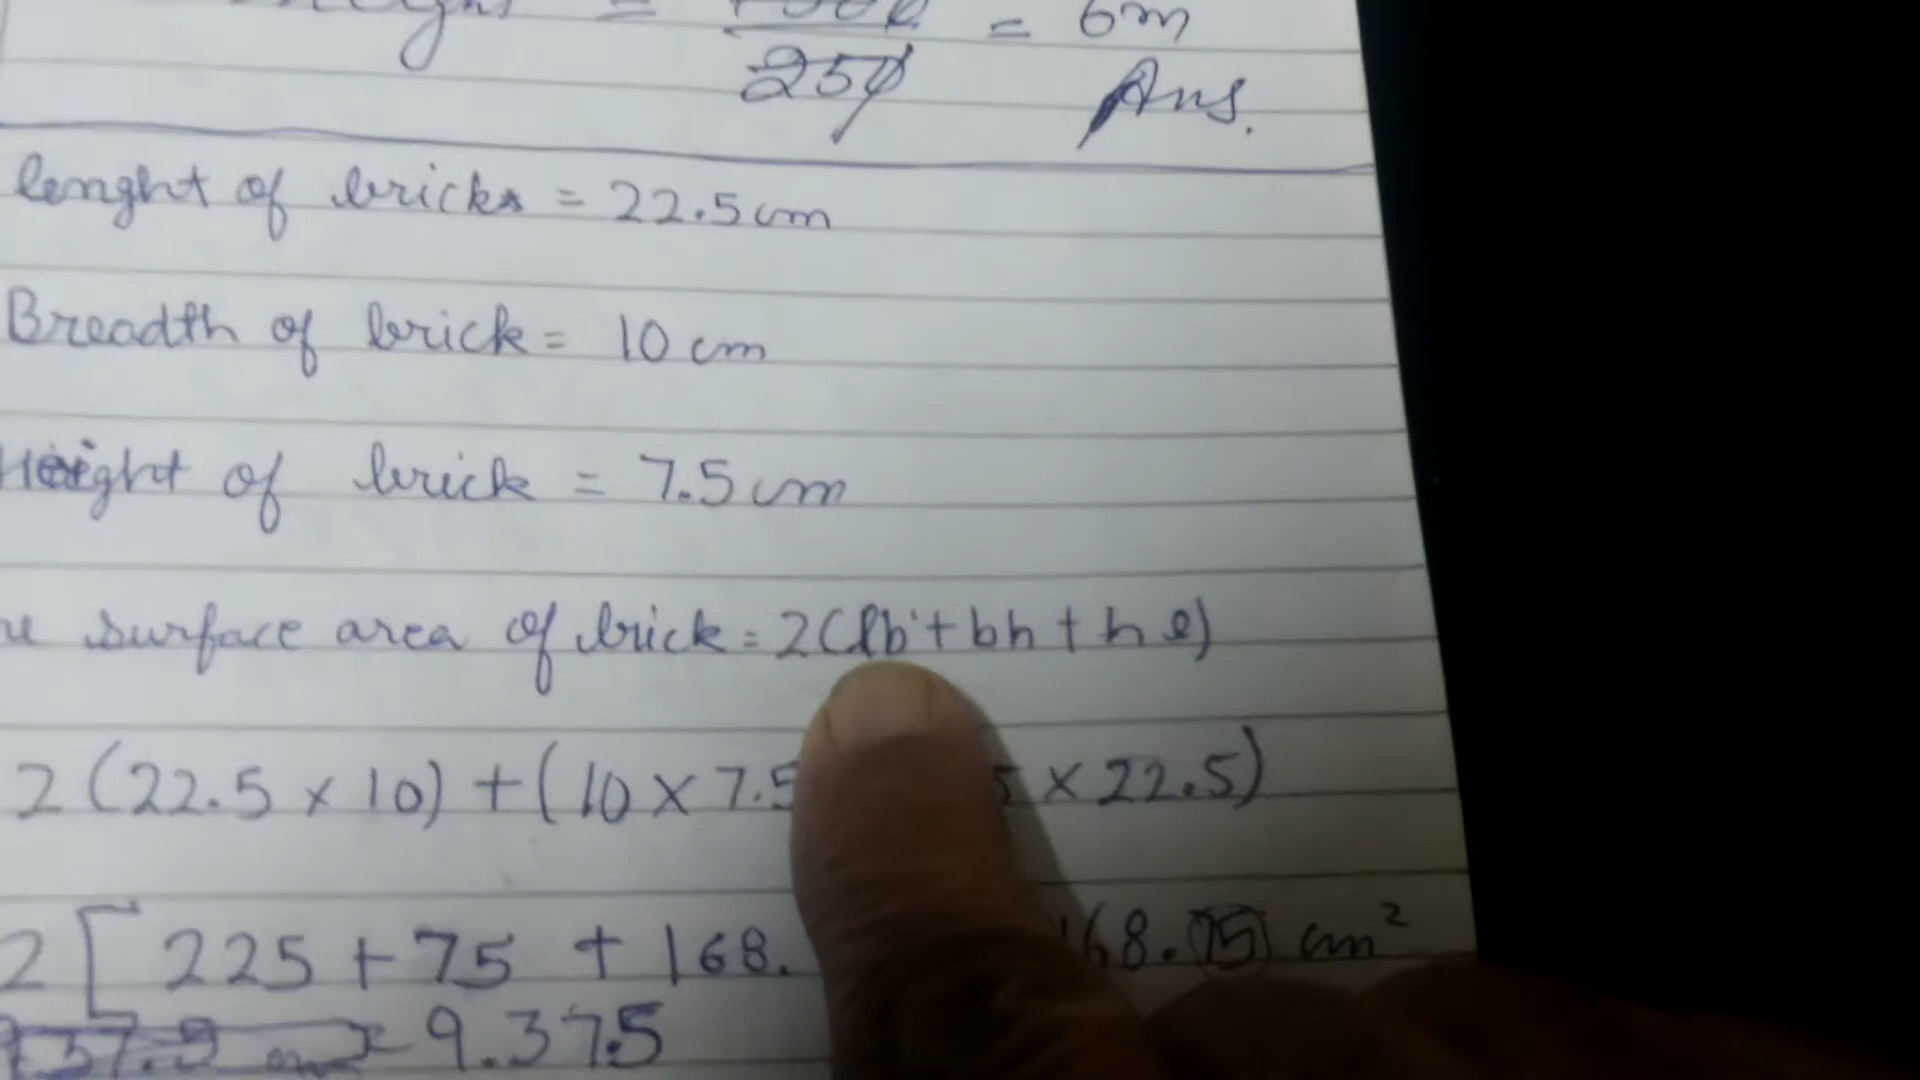 = 6m
250 Ans.
lenght of bricks = 22.5cm
Breadth of brick = 10 cm
Height of brick = 7.5cm
surface area of brick = 2(lb+bh+hl)
2(22.5 x 10) + (10 x 7.5 x 22.5)
2[225+75 + 168. 68.75 cm²
= 9.375